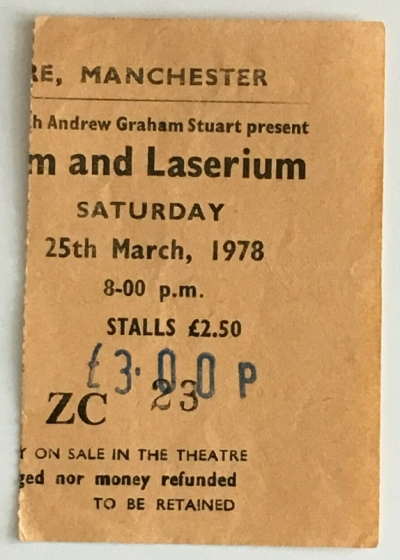 RE, MANCHESTER
h Andrew Graham Stuart present
m and Laserium
SATURDAY
25th March, 1978
8-00 p.m.
STALLS £2.50
£3.00P
ZC 23
Y ON SALE IN THE THEATRE
ged nor money refunded
TO BE RETAINED